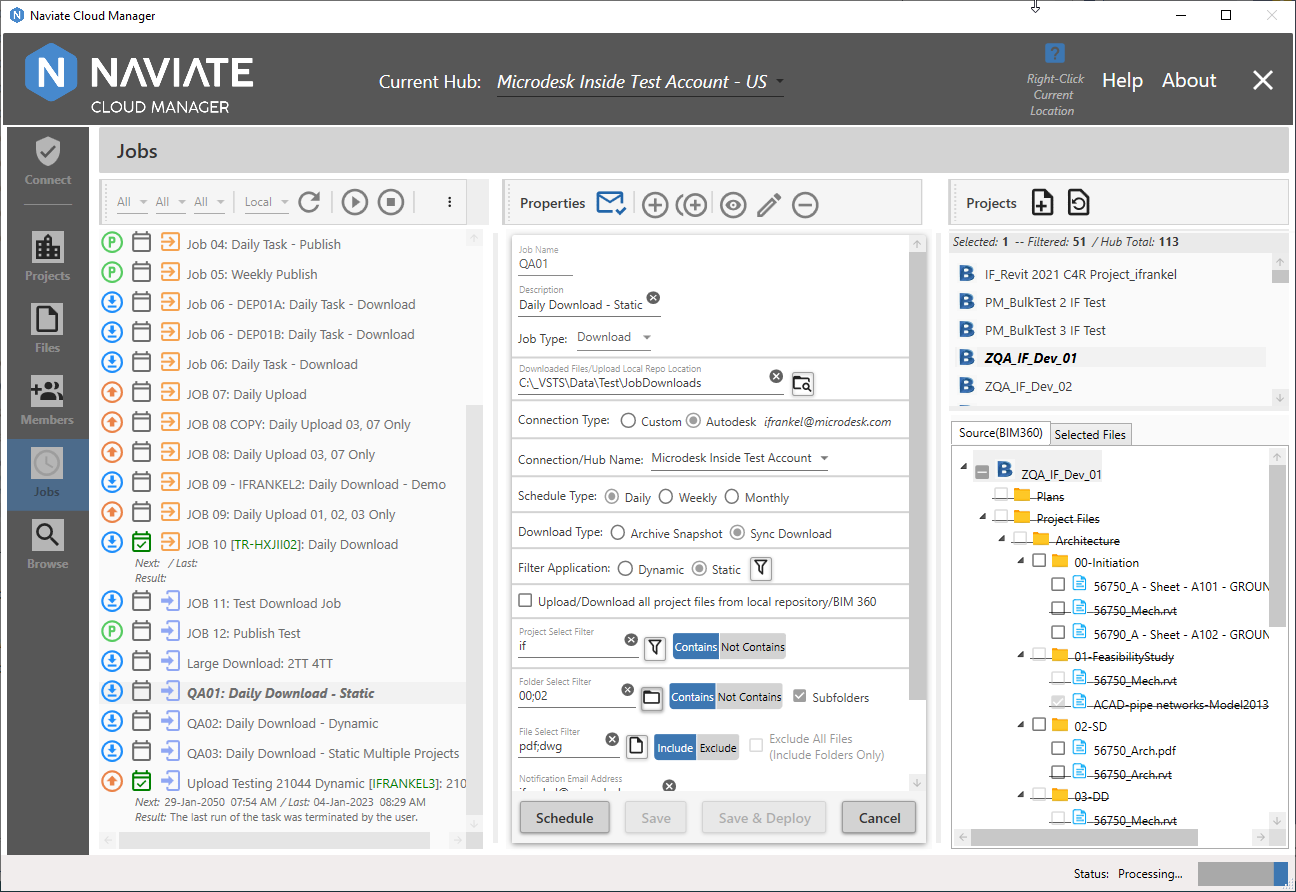 Naviate Cloud Manager
NAVIATE
CLOUD MANAGER
Current Hub: Microdesk Inside Test Account - US
?
Right-Click
Current
Location
Help
About
Connect
Projects
Files
Members
Jobs
Browse
Jobs
All All All Local
P Job 04: Daily Task - Publish
P Job 05: Weekly Publish
Job 06 - DEP01A: Daily Task - Download
Job 06 - DEP01B: Daily Task - Download
Job 06: Daily Task - Download
JOB 07: Daily Upload
JOB 08 COPY: Daily Upload 03, 07 Only
JOB 08: Daily Upload 03, 07 Only
JOB 09 - IFRANKEL2: Daily Download - Demo
JOB 09: Daily Upload 01, 02, 03 Only
JOB 10 [TR-HXJII02]: Daily Download
Next: / Last:
Result:
JOB 11: Test Download Job
P JOB 12: Publish Test
Large Download: 2TT 4TT
QA01: Daily Download - Static
QA02: Daily Download - Dynamic
QA03: Daily Download - Static Multiple Projects
Upload Testing 21044 Dynamic [IFRANKEL3]: 210
Next: 29-Jan-2050 07:54 AM / Last: 04-Jan-2023 08:29 AM
Result: The last run of the task was terminated by the user.
Properties
Job Name
QA01
Description
Daily Download - Static
Job Type: Download
Downloaded Files/Upload Local Repo Location
C:\_VSTS\Data\Test\JobDownloads
Connection Type: Custom Autodesk ifrankel@microdesk.com
Connection/Hub Name: Microdesk Inside Test Account
Schedule Type: Daily Weekly Monthly
Download Type: Archive Snapshot Sync Download
Filter Application: Dynamic Static
Upload/Download all project files from local repository/BIM 360
Project Select Filter
if
Contains Not Contains
Folder Select Filter
00;02
Contains Not Contains Subfolders
File Select Filter
pdf;dwg
Include Exclude
Exclude All Files
(Include Folders Only)
Notification Email Address
Schedule Save Save & Deploy Cancel
Projects
Selected: 1 -- Filtered: 51 / Hub Total: 113
B IF_Revit 2021 C4R Project_ifrankel
B PM_BulkTest 2 IF Test
B PM_BulkTest 3 IF Test
B ZQA_IF_Dev_01
B ZQA_IF_Dev_02
Source(BIM360) Selected Files
B ZQA_IF_Dev_01
Plans
Project Files
Architecture
00-Initiation
56750_A - Sheet - A101 - GROUN
56750_Mech.rvt
56790_A - Sheet - A102 - GROUN
01-FeasibilityStudy
56750_Mech.rvt
ACAD-pipe networks-Model2013
02-SD
56750_Arch.pdf
56750_Arch.rvt
03-DD
56750_Mech.rvt
Status: Processing...